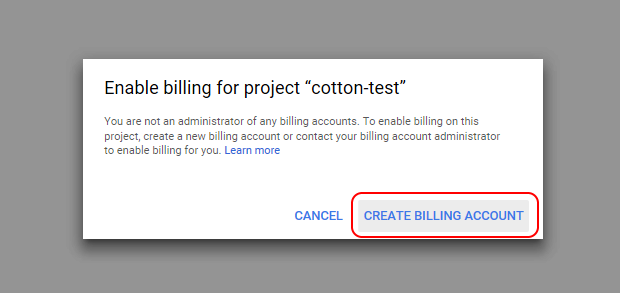 Enable billing for project “cotton-test”
You are not an administrator of any billing accounts. To enable billing on this
project, create a new billing account or contact your billing account administrator
to enable billing for you. Learn more
CANCEL CREATE BILLING ACCOUNT